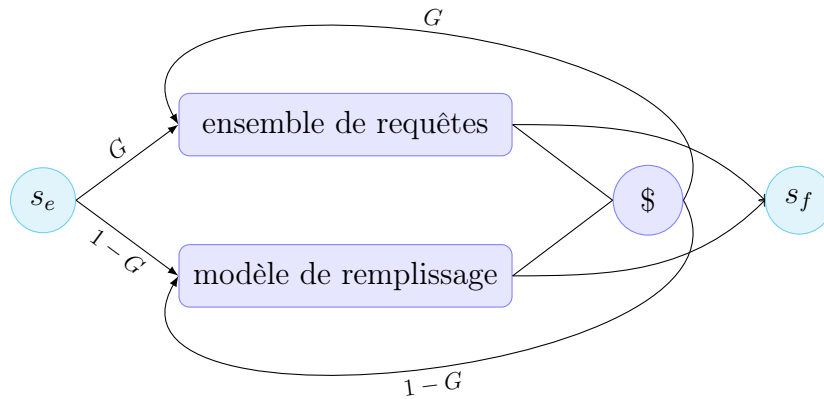 G
ensemble de requêtes
G
s_e
$
s_f
1 − G
modèle de remplissage
1 − G